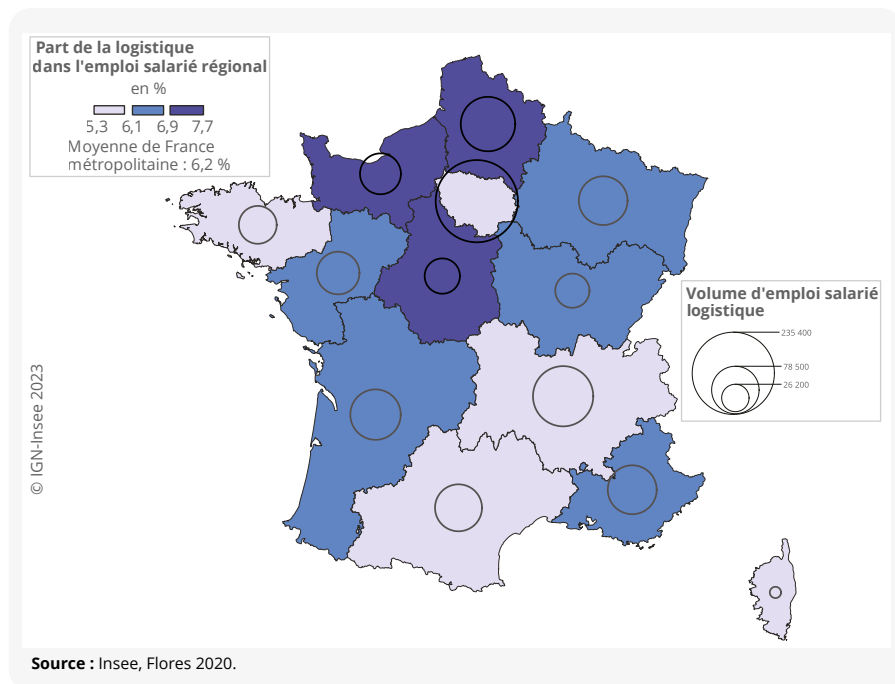 Part de la logistique
dans l'emploi salarié régional
en %
5,3 6,1 6,9 7,7
Moyenne de France
métropolitaine : 6,2 %
Volume d'emploi salarié
logistique
235 400
78 500
26 200
© IGN-Insee 2023
Source : Insee, Flores 2020.